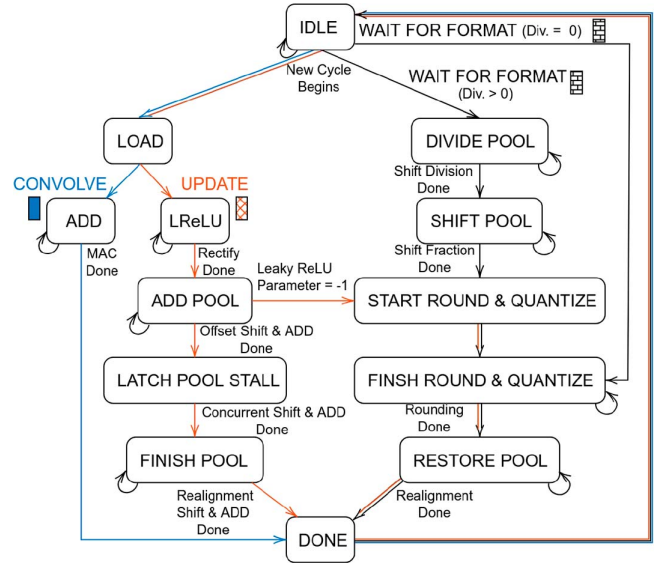 IDLE
WAIT FOR FORMAT (Div. = 0)
New Cycle
Begins
WAIT FOR FORMAT
(Div. > 0)
LOAD
DIVIDE POOL
Shift Division
Done
CONVOLVE
UPDATE
ADD
LReLU
SHIFT POOL
MAC
Done
Rectify
Done
Shift Fraction
Done
Leaky ReLU
Parameter = -1
ADD POOL
START ROUND & QUANTIZE
Offset Shift & ADD
Done
LATCH POOL STALL
FINSH ROUND & QUANTIZE
Concurrent Shift & ADD
Done
Rounding
Done
FINISH POOL
RESTORE POOL
Realignment
Shift & ADD
Done
Realignment
Done
DONE